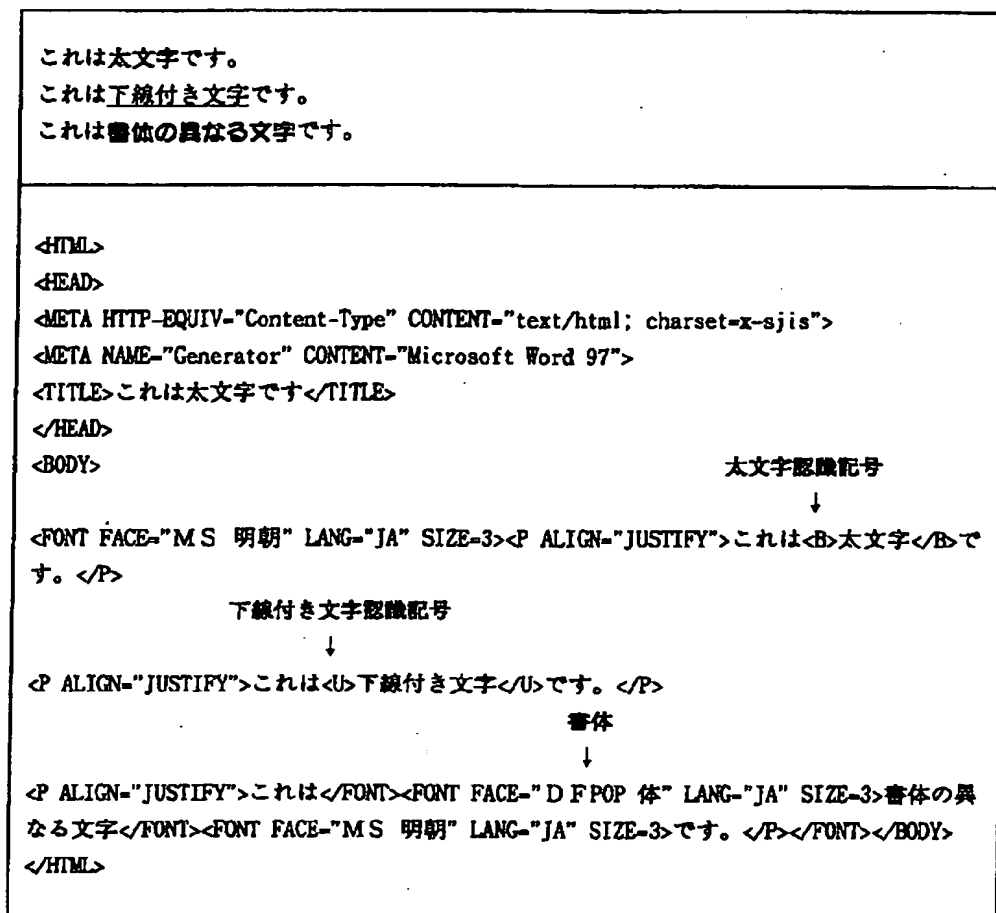 これは太文字です。
これは下線付き文字です。
これは書体の異なる文字です。
<HTML>
<HEAD>
<META HTTP-EQUIV="Content-Type" CONTENT="text/html; charset=x-sjis">
<META NAME="Generator" CONTENT="Microsoft Word 97">
<TITLE>これは太文字です</TITLE>
</HEAD>
<BODY>
太文字認識記号
↓
<FONT FACE="ＭＳ 明朝" LANG="JA" SIZE=3><P ALIGN="JUSTIFY">これは<B>太文字</B>で
す。</P>
下線付き文字認識記号
↓
<P ALIGN="JUSTIFY">これは<U>下線付き文字</U>です。</P>
書体
↓
<P ALIGN="JUSTIFY">これは</FONT><FONT FACE="ＤＦPOP 体" LANG="JA" SIZE=3>書体の異
なる文字</FONT><FONT FACE="ＭＳ 明朝" LANG="JA" SIZE=3>です。</P></FONT></BODY>
</HTML>